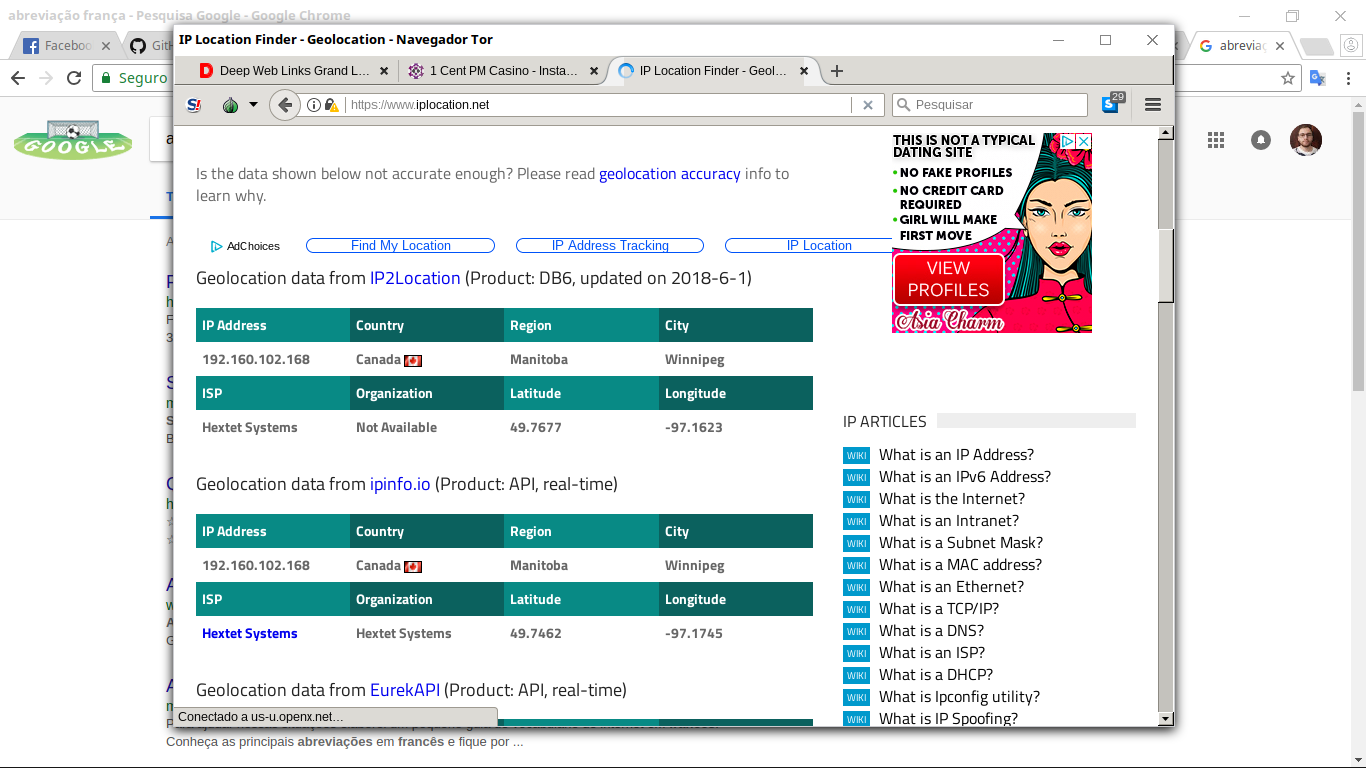 abreviação frança - Pesquisa Google - Google Chrome
IP Location Finder - Geolocation - Navegador Tor
Faceboo
GitH
abrevia
Seguro
Deep Web Links Grand L...
1 Cent PM Casino - Insta...
IP Location Finder - Geol...
https://www.iplocation.net
Pesquisar
29
GOOGLE
Is the data shown below not accurate enough? Please read geolocation accuracy info to
learn why.
AdChoices
Find My Location
IP Address Tracking
IP Location
THIS IS NOT A TYPICAL
DATING SITE
• NO FAKE PROFILES
• NO CREDIT CARD
REQUIRED
• GIRL WILL MAKE
FIRST MOVE
VIEW
PROFILES
Asia Charm
Geolocation data from IP2Location (Product: DB6, updated on 2018-6-1)
IP Address Country Region City
192.160.102.168 Canada Manitoba Winnipeg
ISP Organization Latitude Longitude
Hextet Systems Not Available 49.7677 -97.1623
Geolocation data from ipinfo.io (Product: API, real-time)
IP Address Country Region City
192.160.102.168 Canada Manitoba Winnipeg
ISP Organization Latitude Longitude
Hextet Systems Hextet Systems 49.7462 -97.1745
Geolocation data from EurekAPI (Product: API, real-time)
IP ARTICLES
WIKI What is an IP Address?
WIKI What is an IPv6 Address?
WIKI What is the Internet?
WIKI What is an Intranet?
WIKI What is a Subnet Mask?
WIKI What is a MAC address?
WIKI What is an Ethernet?
WIKI What is a TCP/IP?
WIKI What is a DNS?
WIKI What is an ISP?
WIKI What is a DHCP?
WIKI What is Ipconfig utility?
WIKI What is IP Spoofing?
Conectado a us-u.openx.net...
Conheça as principais abreviações em francês e fique por ...